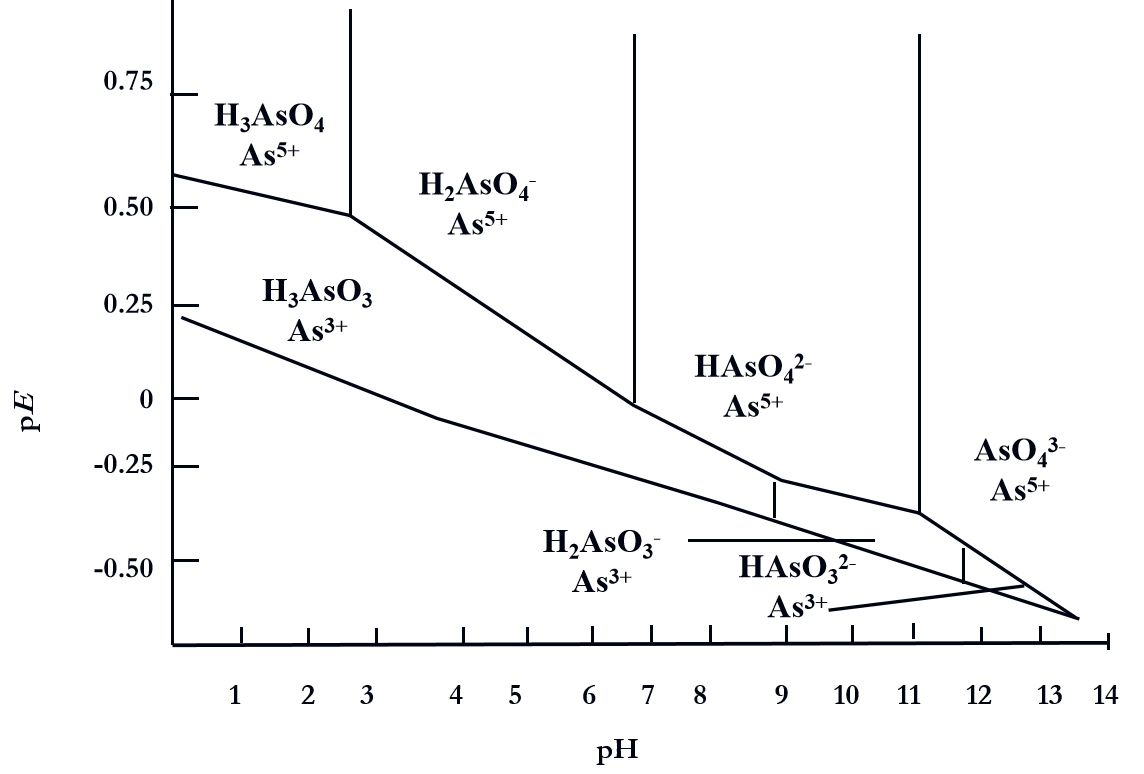 0.75
H₃AsO₄
As⁵⁺
0.50
H₂AsO₄⁻
As⁵⁺
0.25
H₃AsO₃
As³⁺
0
HAsO₄²⁻
As⁵⁺
pE
-0.25
AsO₄³⁻
As⁵⁺
-0.50
H₂AsO₃⁻
As³⁺
HAsO₃²⁻
As³⁺
1 2 3 4 5 6 7 8 9 10 11 12 13 14
pH